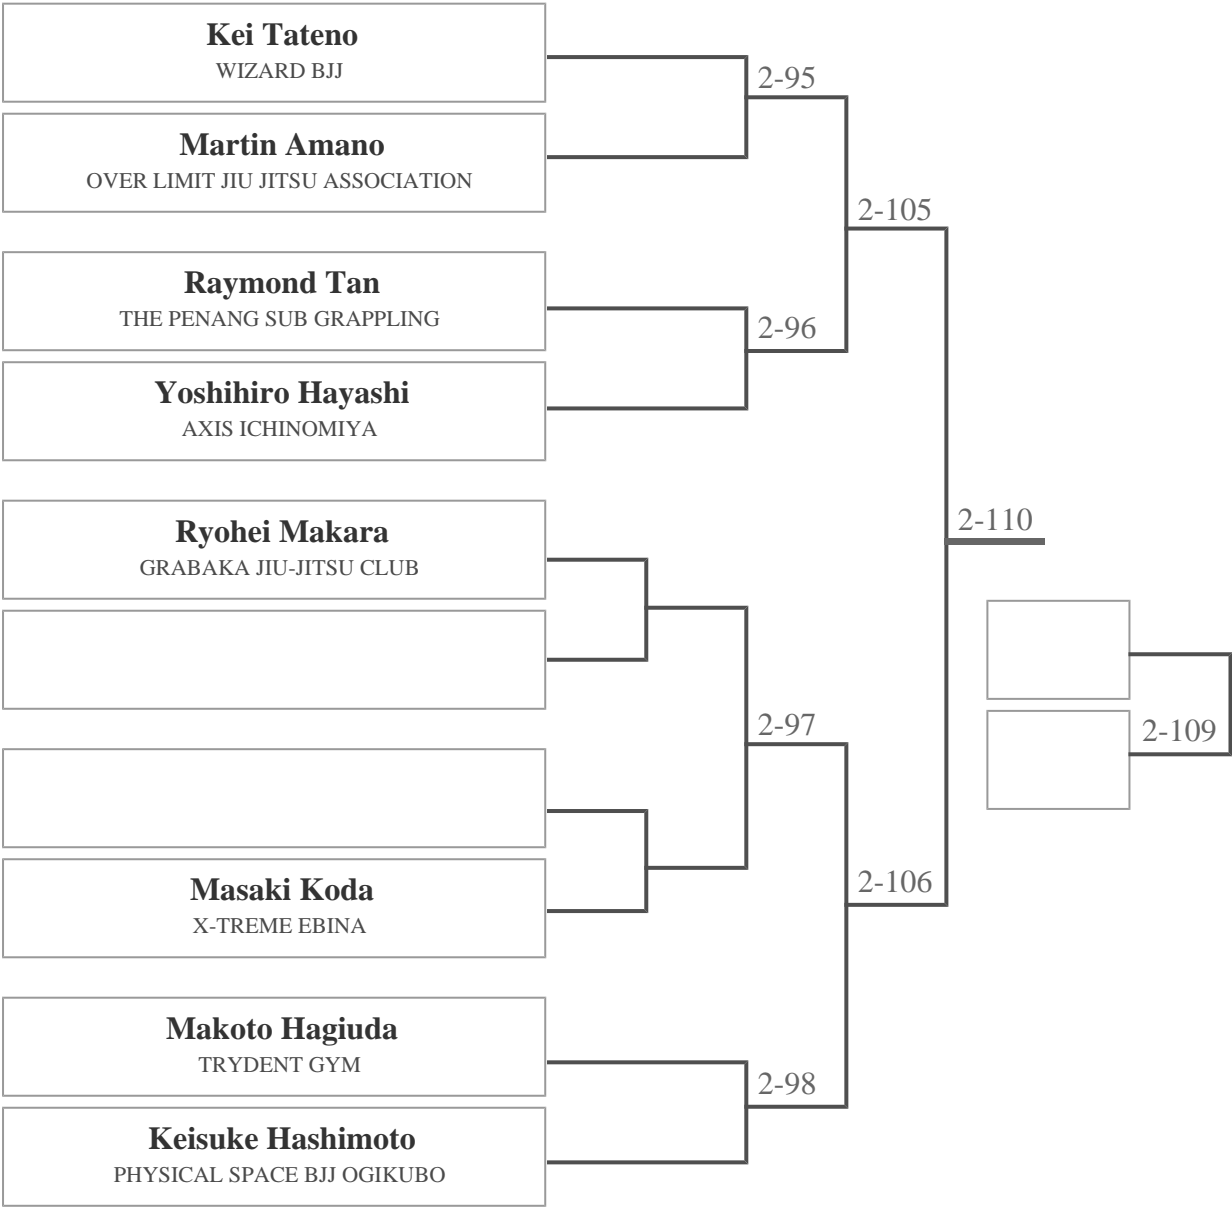 Kei Tateno
WIZARD BJJ
2-95
Martin Amano
OVER LIMIT JIU JITSU ASSOCIATION
2-105
Raymond Tan
THE PENANG SUB GRAPPLING
2-96
Yoshihiro Hayashi
AXIS ICHINOMIYA
Ryohei Makara
GRABAKA JIU-JITSU CLUB
2-110
2-97
2-109
Masaki Koda
X-TREME EBINA
2-106
Makoto Hagiuda
TRYDENT GYM
2-98
Keisuke Hashimoto
PHYSICAL SPACE BJJ OGIKUBO